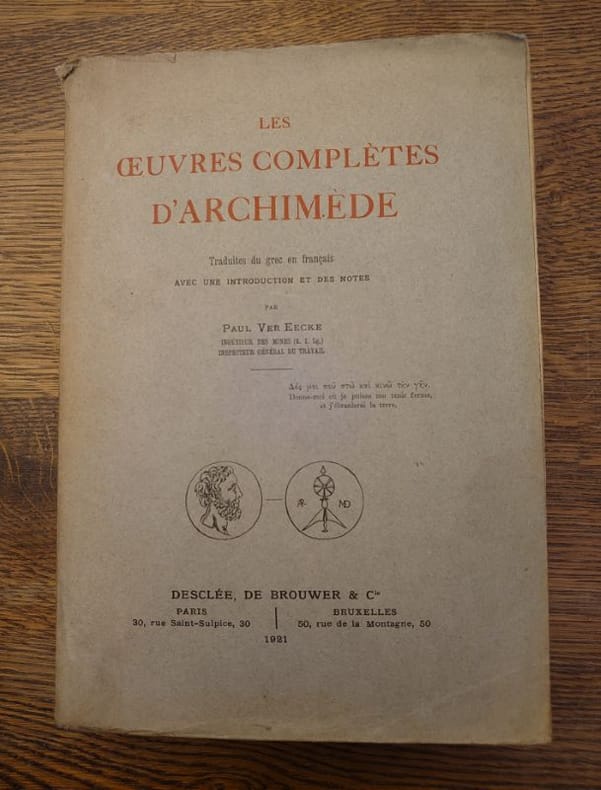 LES
ŒUVRES COMPLÈTES
D'ARCHIMÈDE
Traduites du grec en français
AVEC UNE INTRODUCTION ET DES NOTES
PAR
PAUL VER EECKE
INGÉNIEUR DES MINES (A. I. Lg.)
INSPECTEUR GÉNÉRAL DU TRAVAIL
Δός μοι ποῦ στῶ καὶ κινῶ τὴν γῆν.
Donne-moi où je puisse me tenir ferme,
et j'ébranlerai la terre.
DESCLÉE, DE BROUWER & Cie
PARIS
30, rue Saint-Sulpice, 30
BRUXELLES
50, rue de la Montagne, 50
1921